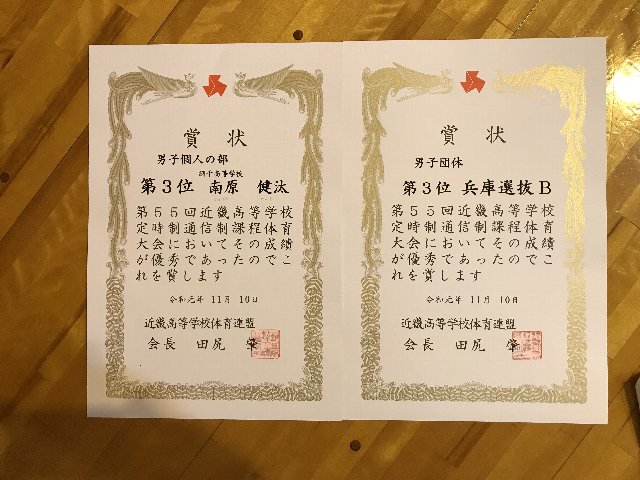 賞状
男子個人の部
網干高等学校
第3位 南原 健汰
第55回近畿高等学校
定時制通信制課程体育
大会においてその成績
が優秀であったのでこ
れを賞します
令和元年 11月 10日
近畿高等学校体育連盟
会長 田尻 肇
賞状
男子団体
第3位 兵庫選抜B
第55回近畿高等学校
定時制通信制課程体育
大会においてその成績
が優秀であったのでこ
れを賞します
令和元年 11月 10日
近畿高等学校体育連盟
会長 田尻 肇